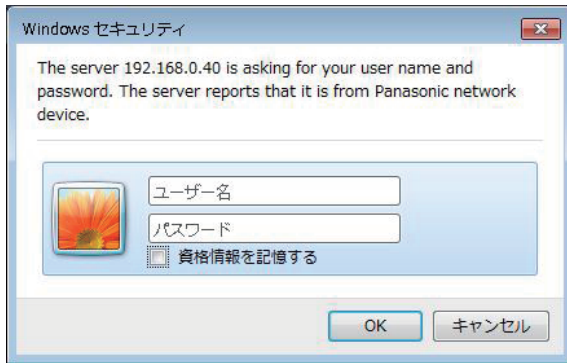 Windows セキュリティ
The server 192.168.0.40 is asking for your user name and
password. The server reports that it is from Panasonic network
device.
ユーザー名
パスワード
資格情報を記憶する
OK キャンセル